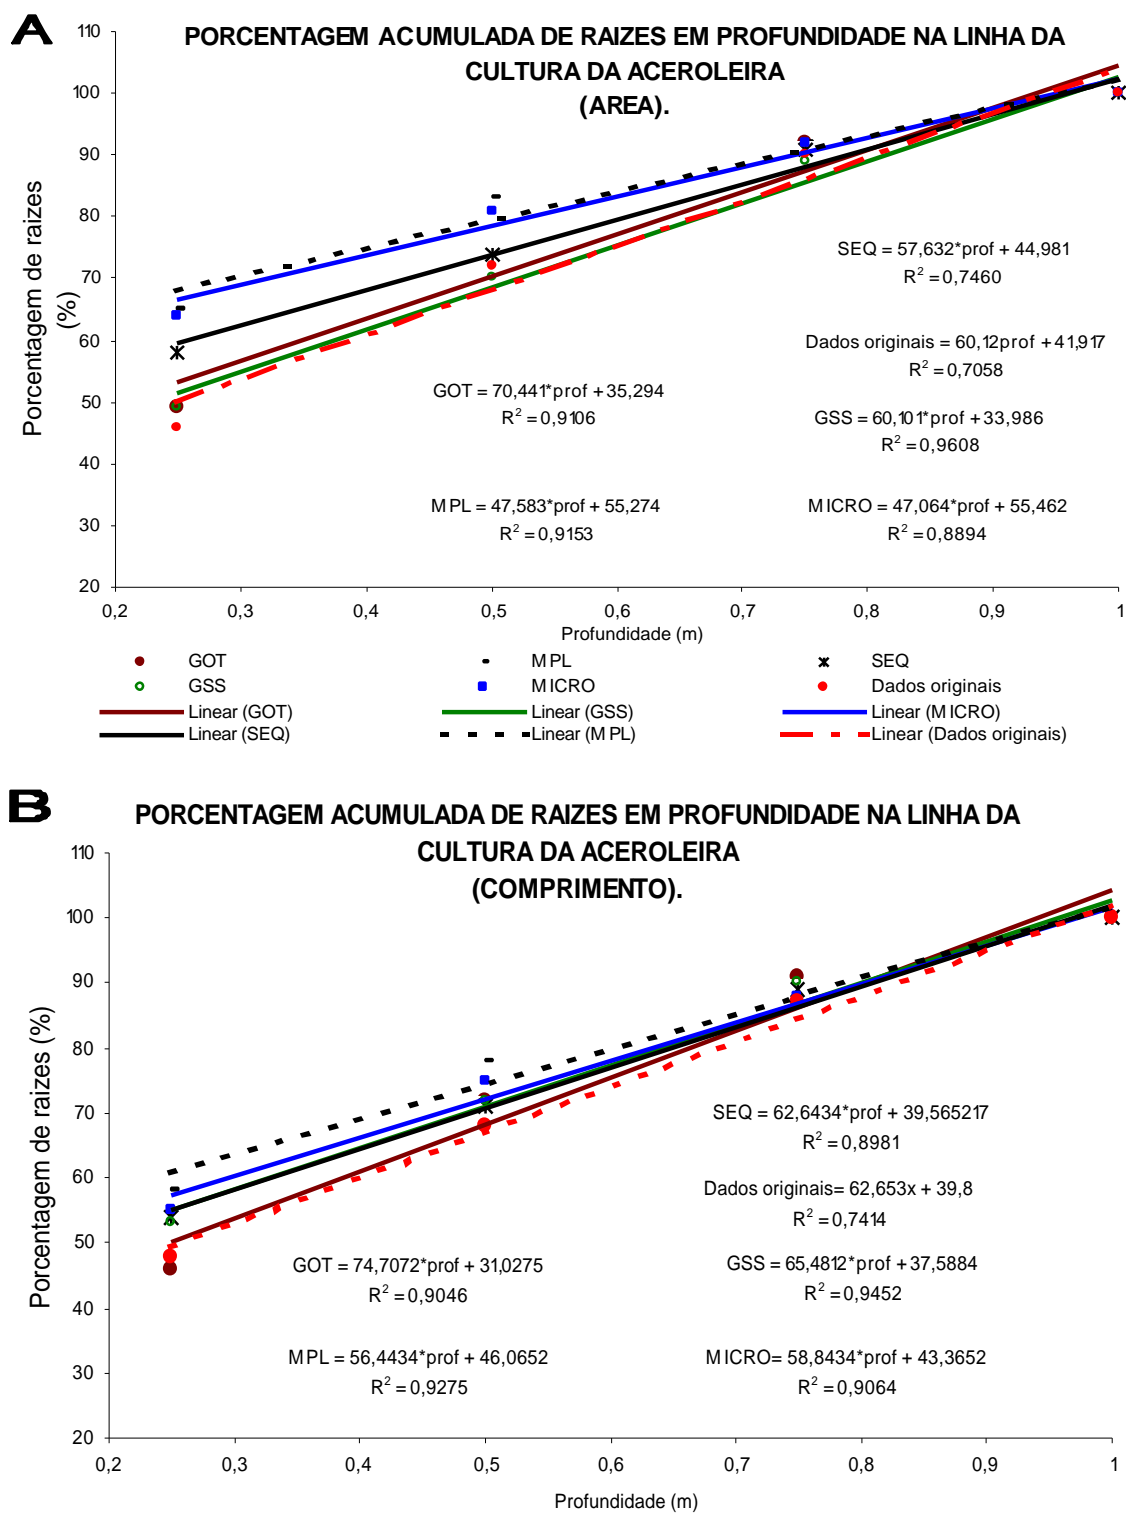 A
PORCENTAGEM ACUMULADA DE RAIZES EM PROFUNDIDADE NA LINHA DA
CULTURA DA ACEROLEIRA
(AREA).
110
100
90
80
70
60
50
40
30
20
Porcentagem de raizes
(%)
SEQ = 57,632*prof + 44,981
R² = 0,7460
Dados originais = 60,12prof + 41,917
R² = 0,7058
GOT = 70,441*prof + 35,294
R² = 0,9106
GSS = 60,101*prof + 33,986
R² = 0,9608
MPL = 47,583*prof + 55,274
R² = 0,9153
MICRO = 47,064*prof + 55,462
R² = 0,8894
0,2 0,3 0,4 0,5 0,6 0,7 0,8 0,9 1
Profundidade (m)
GOT MPL SEQ
GSS MICRO Dados originais
Linear (GOT) Linear (GSS) Linear (MICRO)
Linear (SEQ) Linear (MPL) Linear (Dados originais)
B
PORCENTAGEM ACUMULADA DE RAIZES EM PROFUNDIDADE NA LINHA DA
CULTURA DA ACEROLEIRA
(COMPRIMENTO).
110
100
90
80
70
60
50
40
30
20
Porcentagem de raizes (%)
SEQ = 62,6434*prof + 39,565217
R² = 0,8981
Dados originais= 62,653x + 39,8
R² = 0,7414
GOT = 74,7072*prof + 31,0275
R² = 0,9046
GSS = 65,4812*prof + 37,5884
R² = 0,9452
MPL = 56,4434*prof + 46,0652
R² = 0,9275
MICRO= 58,8434*prof + 43,3652
R² = 0,9064
0,2 0,3 0,4 0,5 0,6 0,7 0,8 0,9 1
Profundidade (m)